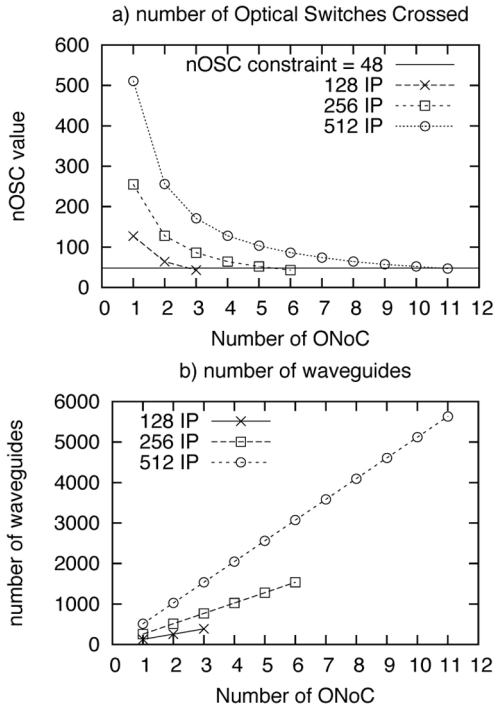 a) number of Optical Switches Crossed
600
500
400
300
200
100
0
nOSC value
nOSC constraint = 48
128 IP
256 IP
512 IP
0 1 2 3 4 5 6 7 8 9 10 11 12
Number of ONoC
b) number of waveguides
6000
5000
4000
3000
2000
1000
0
number of waveguides
128 IP
256 IP
512 IP
0 1 2 3 4 5 6 7 8 9 10 11 12
Number of ONoC